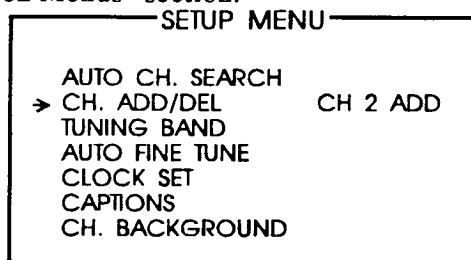 SETUP MENU
AUTO CH. SEARCH
→ CH. ADD/DEL CH 2 ADD
TUNING BAND
AUTO FINE TUNE
CLOCK SET
CAPTIONS
CH. BACKGROUND